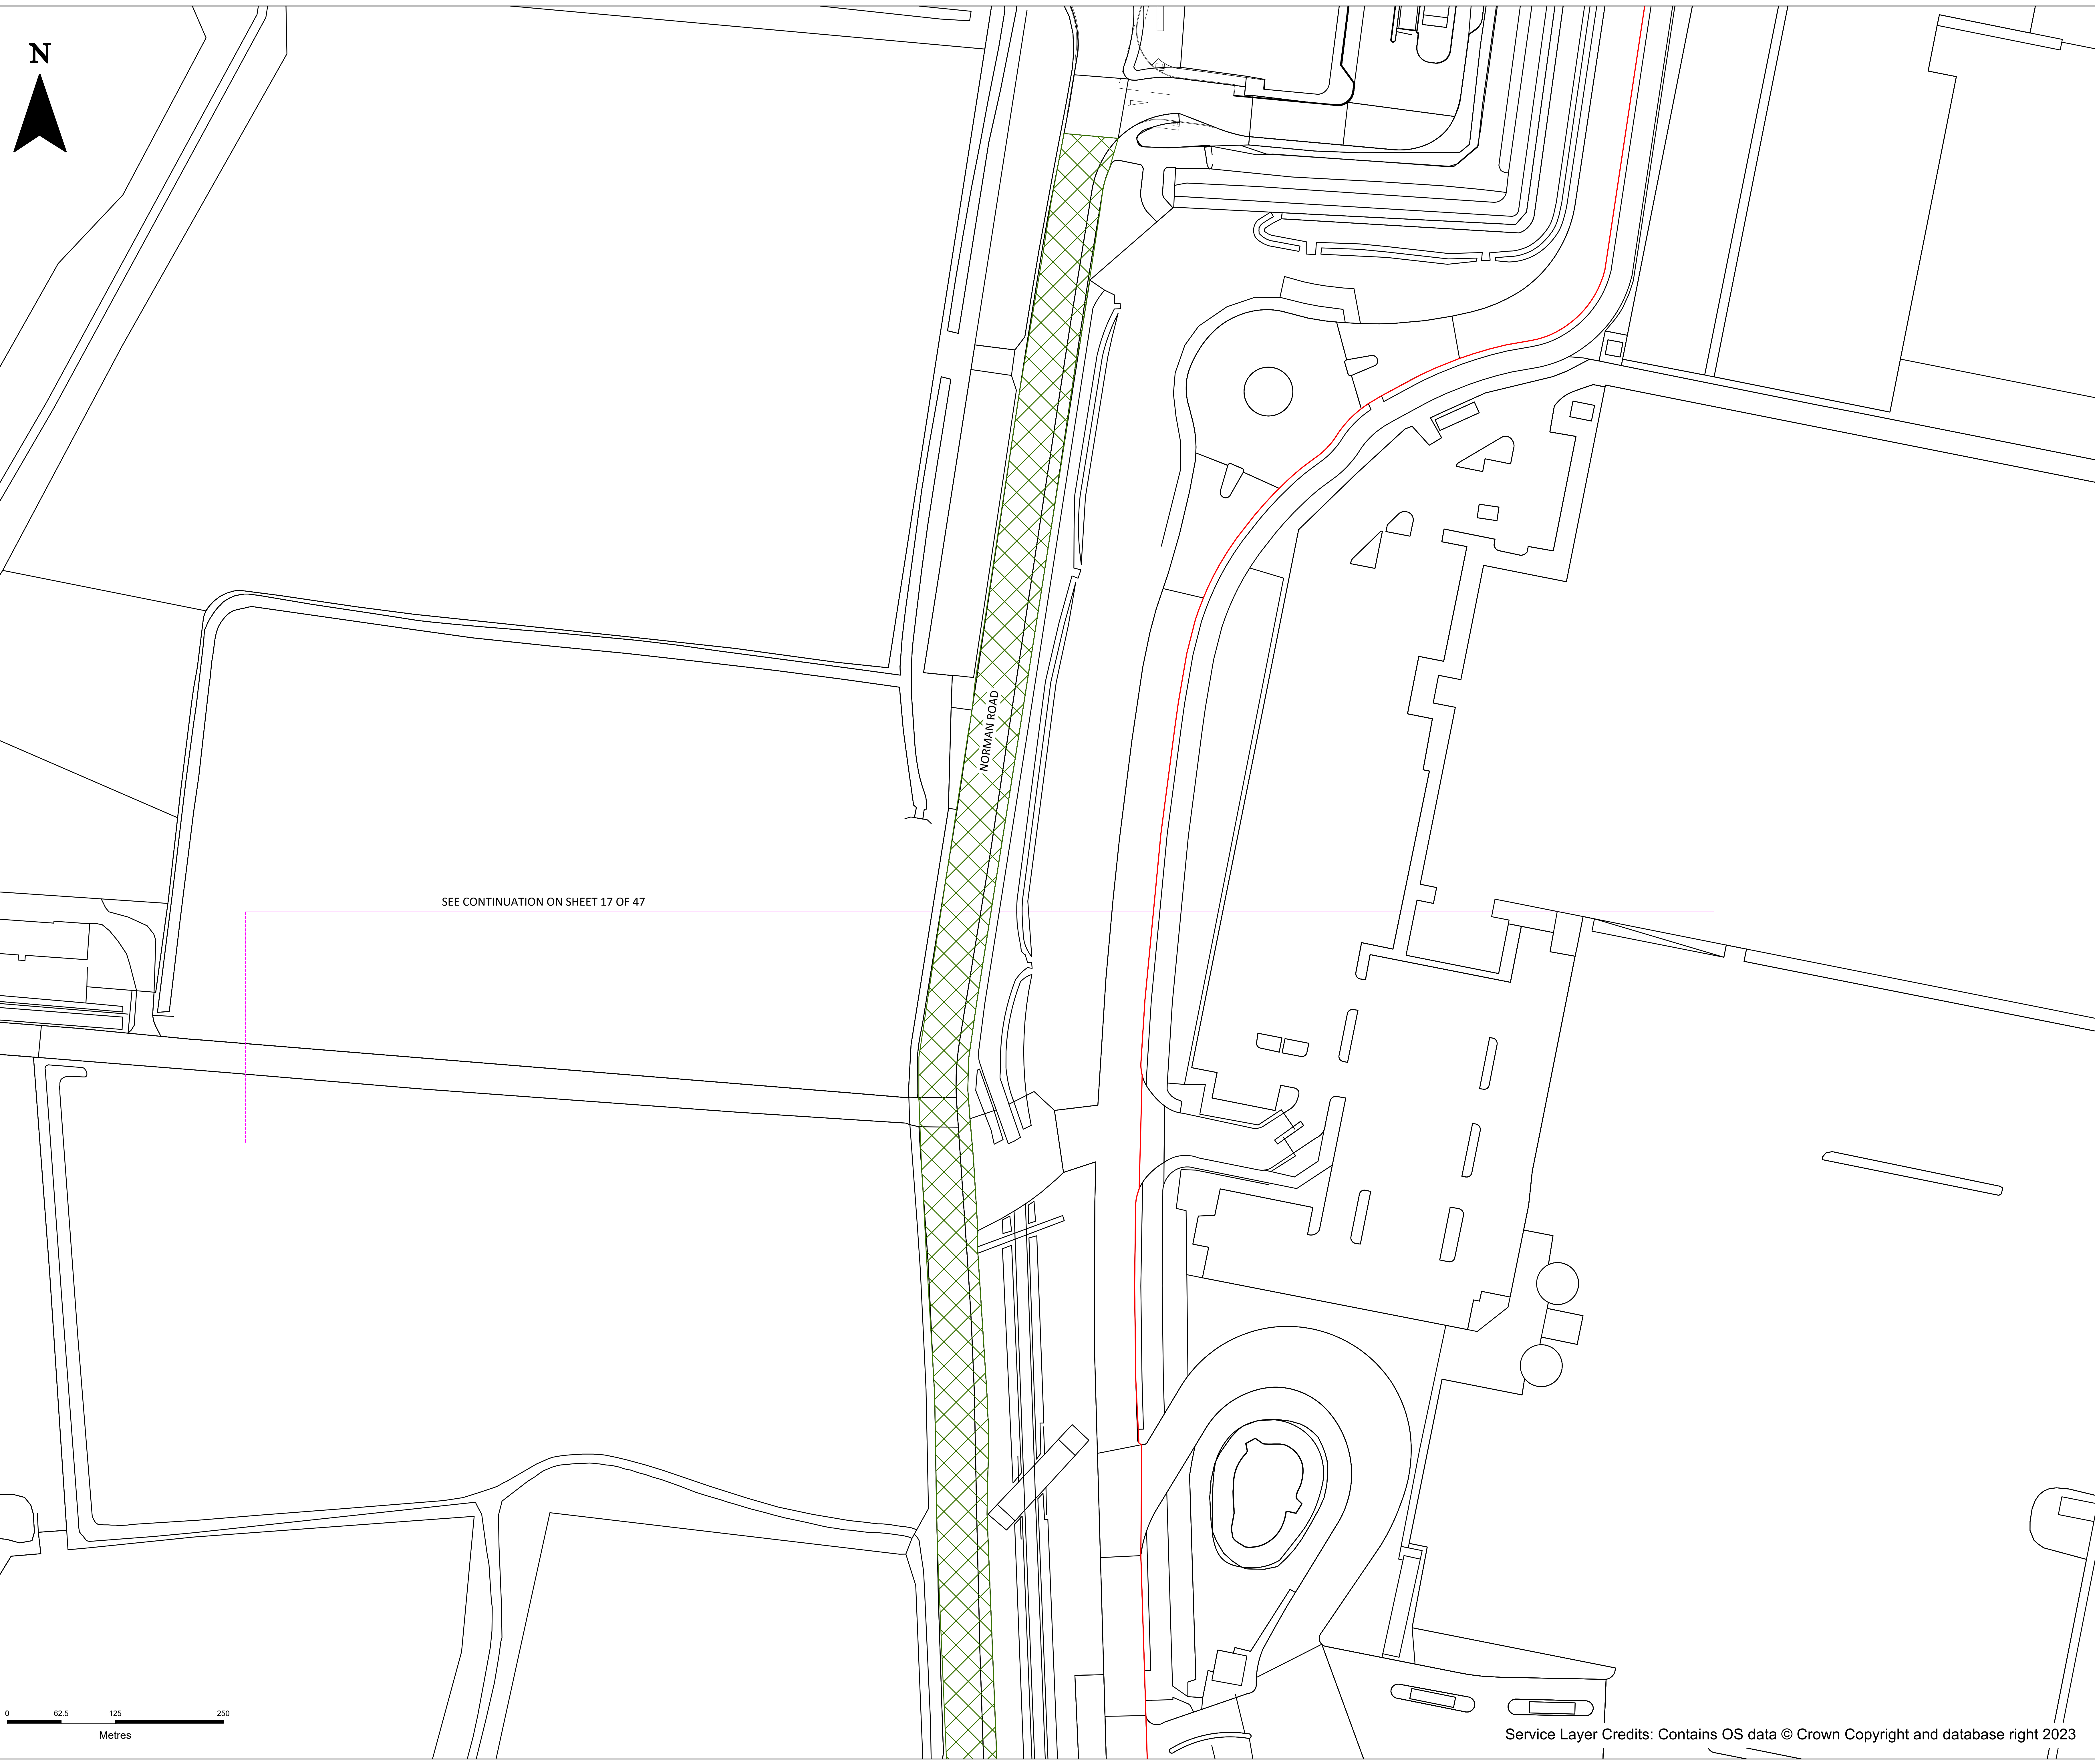 N
NORMAN ROAD
SEE CONTINUATION ON SHEET 17 OF 47
0 62.5 125 250
Metres
Service Layer Credits: Contains OS data © Crown Copyright and database right 2023